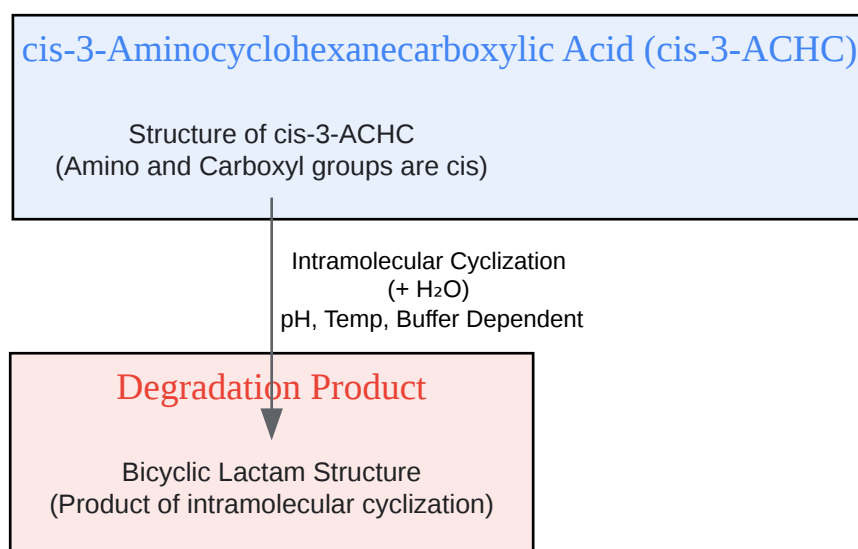 cis-3-Aminocyclohexanecarboxylic Acid (cis-3-ACHC)
Structure of cis-3-ACHC
(Amino and Carboxyl groups are cis)
Intramolecular Cyclization
(+ H₂O)
pH, Temp, Buffer Dependent
Degradation Product
Bicyclic Lactam Structure
(Product of intramolecular cyclization)